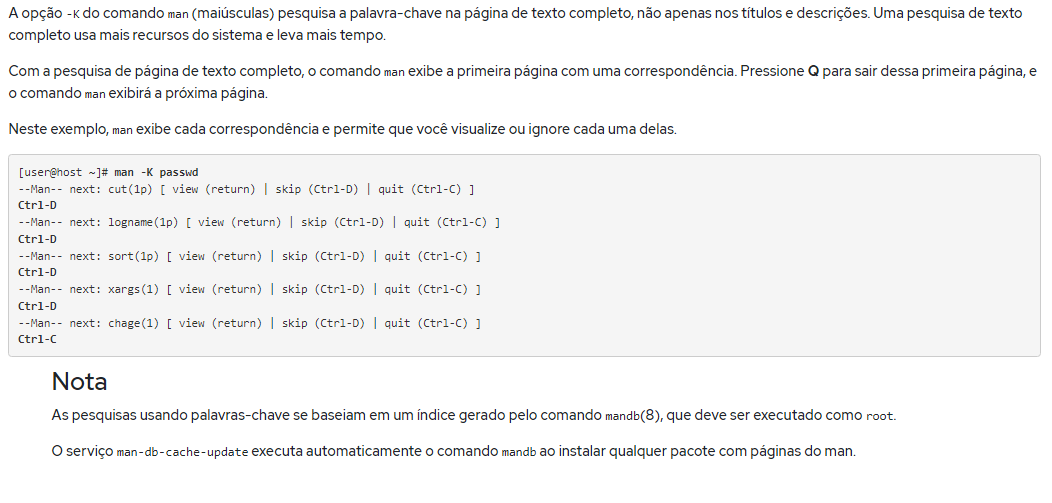 A opção -K do comando man (maiúsculas) pesquisa a palavra-chave na página de texto completo, não apenas nos títulos e descrições. Uma pesquisa de texto
completo usa mais recursos do sistema e leva mais tempo.
Com a pesquisa de página de texto completo, o comando man exibe a primeira página com uma correspondência. Pressione Q para sair dessa primeira página, e
o comando man exibirá a próxima página.
Neste exemplo, man exibe cada correspondência e permite que você visualize ou ignore cada uma delas.
[user@host ~]# man -K passwd
--Man-- next: cut(1p) [ view (return) | skip (Ctrl-D) | quit (Ctrl-C) ]
Ctrl-D
--Man-- next: logname(1p) [ view (return) | skip (Ctrl-D) | quit (Ctrl-C) ]
Ctrl-D
--Man-- next: sort(1p) [ view (return) | skip (Ctrl-D) | quit (Ctrl-C) ]
Ctrl-D
--Man-- next: xargs(1) [ view (return) | skip (Ctrl-D) | quit (Ctrl-C) ]
Ctrl-D
--Man-- next: chage(1) [ view (return) | skip (Ctrl-D) | quit (Ctrl-C) ]
Ctrl-C
Nota
As pesquisas usando palavras-chave se baseiam em um índice gerado pelo comando mandb(8), que deve ser executado como root.
O serviço man-db-cache-update executa automaticamente o comando mandb ao instalar qualquer pacote com páginas do man.